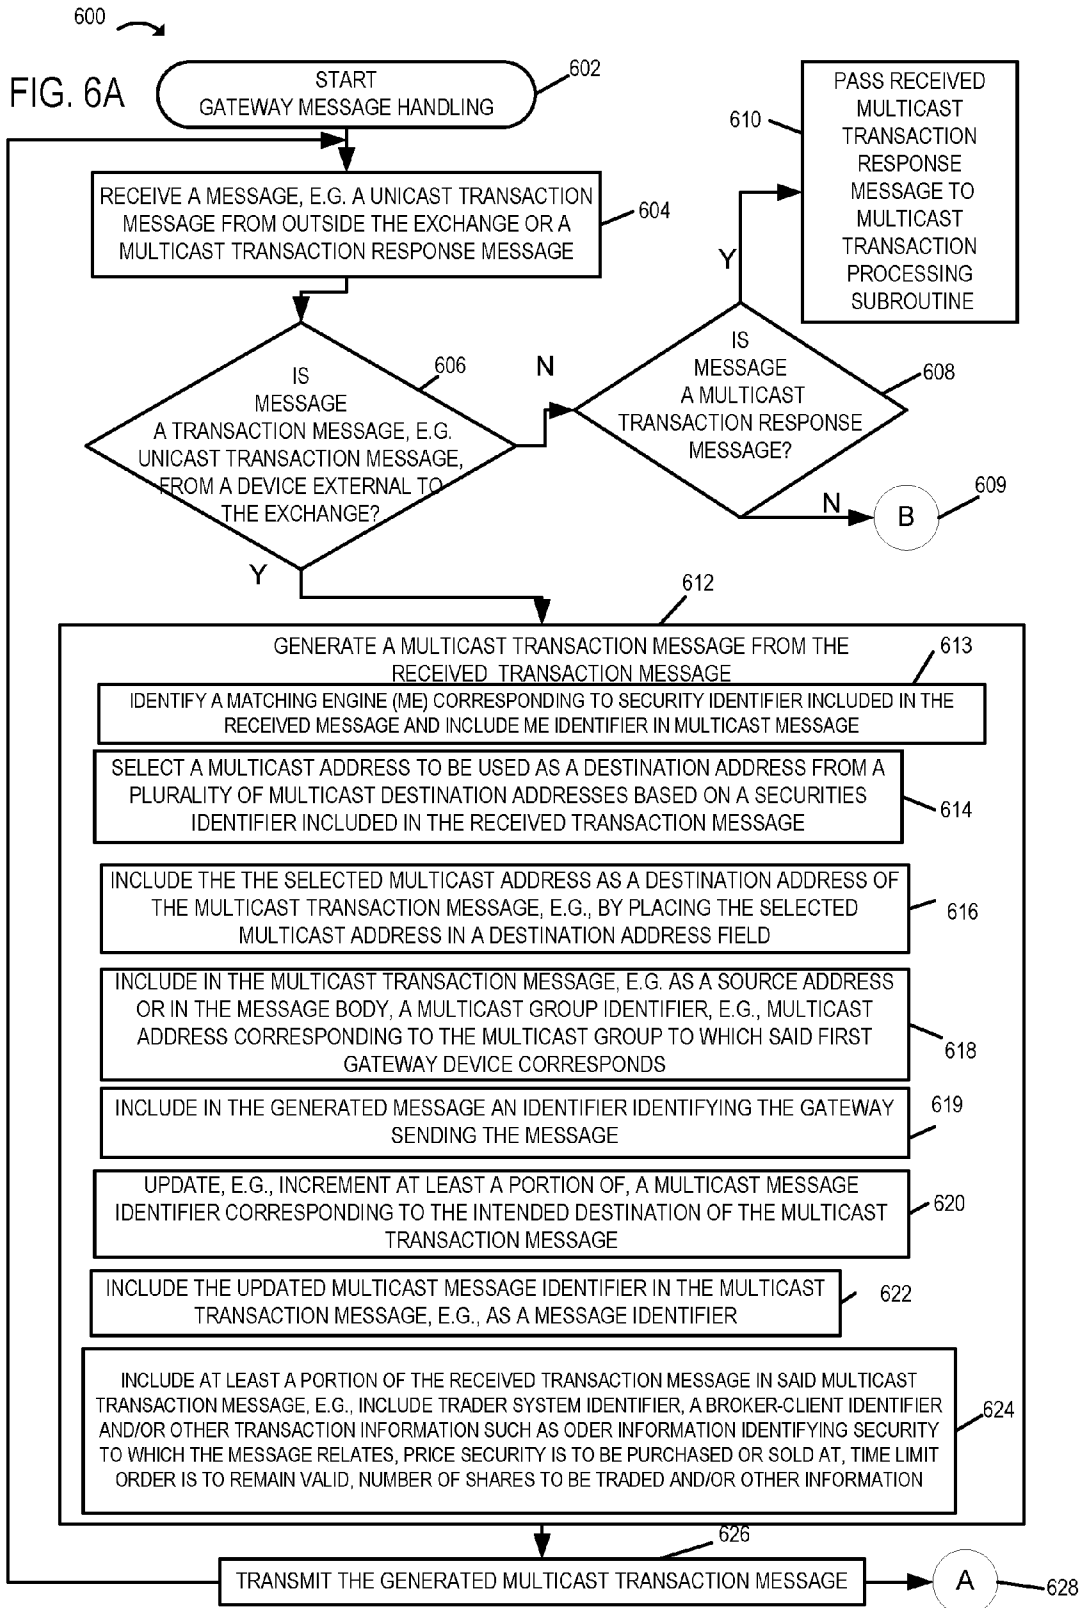 600
FIG. 6A
START
GATEWAY MESSAGE HANDLING
602
RECEIVE A MESSAGE, E.G. A UNICAST TRANSACTION
MESSAGE FROM OUTSIDE THE EXCHANGE OR A
MULTICAST TRANSACTION RESPONSE MESSAGE
604
610
PASS RECEIVED
MULTICAST
TRANSACTION
RESPONSE
MESSAGE TO
MULTICAST
TRANSACTION
PROCESSING
SUBROUTINE
Y
IS
MESSAGE
A TRANSACTION MESSAGE, E.G.
UNICAST TRANSACTION MESSAGE,
FROM A DEVICE EXTERNAL TO
THE EXCHANGE?
606
N
IS
MESSAGE
A MULTICAST
TRANSACTION RESPONSE
MESSAGE?
608
N
B
609
Y
612
GENERATE A MULTICAST TRANSACTION MESSAGE FROM THE
RECEIVED TRANSACTION MESSAGE
613
IDENTIFY A MATCHING ENGINE (ME) CORRESPONDING TO SECURITY IDENTIFIER INCLUDED IN THE
RECEIVED MESSAGE AND INCLUDE ME IDENTIFIER IN MULTICAST MESSAGE
SELECT A MULTICAST ADDRESS TO BE USED AS A DESTINATION ADDRESS FROM A
PLURALITY OF MULTICAST DESTINATION ADDRESSES BASED ON A SECURITIES
IDENTIFIER INCLUDED IN THE RECEIVED TRANSACTION MESSAGE
614
INCLUDE THE THE SELECTED MULTICAST ADDRESS AS A DESTINATION ADDRESS OF
THE MULTICAST TRANSACTION MESSAGE, E.G., BY PLACING THE SELECTED
MULTICAST ADDRESS IN A DESTINATION ADDRESS FIELD
616
INCLUDE IN THE MULTICAST TRANSACTION MESSAGE, E.G. AS A SOURCE ADDRESS
OR IN THE MESSAGE BODY, A MULTICAST GROUP IDENTIFIER, E.G., MULTICAST
ADDRESS CORRESPONDING TO THE MULTICAST GROUP TO WHICH SAID FIRST
GATEWAY DEVICE CORRESPONDS
618
INCLUDE IN THE GENERATED MESSAGE AN IDENTIFIER IDENTIFYING THE GATEWAY
SENDING THE MESSAGE
619
UPDATE, E.G., INCREMENT AT LEAST A PORTION OF, A MULTICAST MESSAGE
IDENTIFIER CORRESPONDING TO THE INTENDED DESTINATION OF THE MULTICAST
TRANSACTION MESSAGE
620
INCLUDE THE UPDATED MULTICAST MESSAGE IDENTIFIER IN THE MULTICAST
TRANSACTION MESSAGE, E.G., AS A MESSAGE IDENTIFIER
622
INCLUDE AT LEAST A PORTION OF THE RECEIVED TRANSACTION MESSAGE IN SAID MULTICAST
TRANSACTION MESSAGE, E.G., INCLUDE TRADER SYSTEM IDENTIFIER, A BROKER-CLIENT IDENTIFIER
AND/OR OTHER TRANSACTION INFORMATION SUCH AS ODER INFORMATION IDENTIFYING SECURITY
TO WHICH THE MESSAGE RELATES, PRICE SECURITY IS TO BE PURCHASED OR SOLD AT, TIME LIMIT
ORDER IS TO REMAIN VALID, NUMBER OF SHARES TO BE TRADED AND/OR OTHER INFORMATION
624
626
TRANSMIT THE GENERATED MULTICAST TRANSACTION MESSAGE
A
628